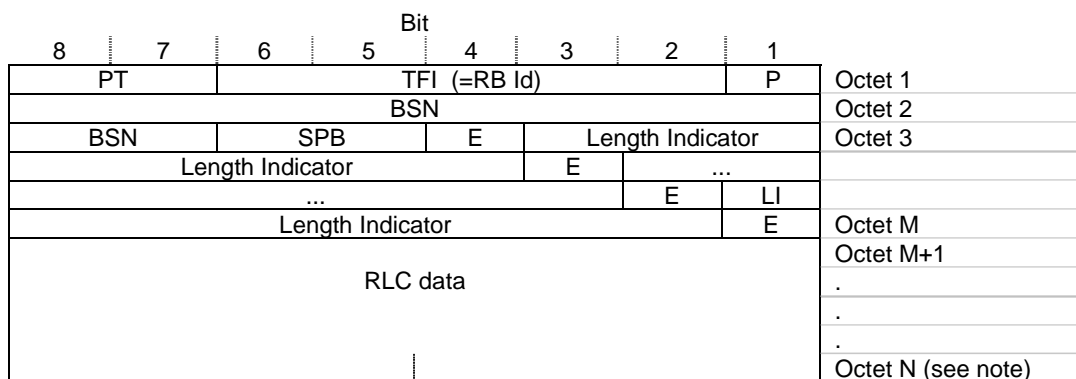 Bit
8 7 6 5 4 3 2 1
PT TFI (=RB Id) P Octet 1
BSN Octet 2
BSN SPB E Length Indicator Octet 3
Length Indicator E ...
... E LI
Length Indicator E Octet M
Octet M+1
RLC data
.
.
.
Octet N (see note)